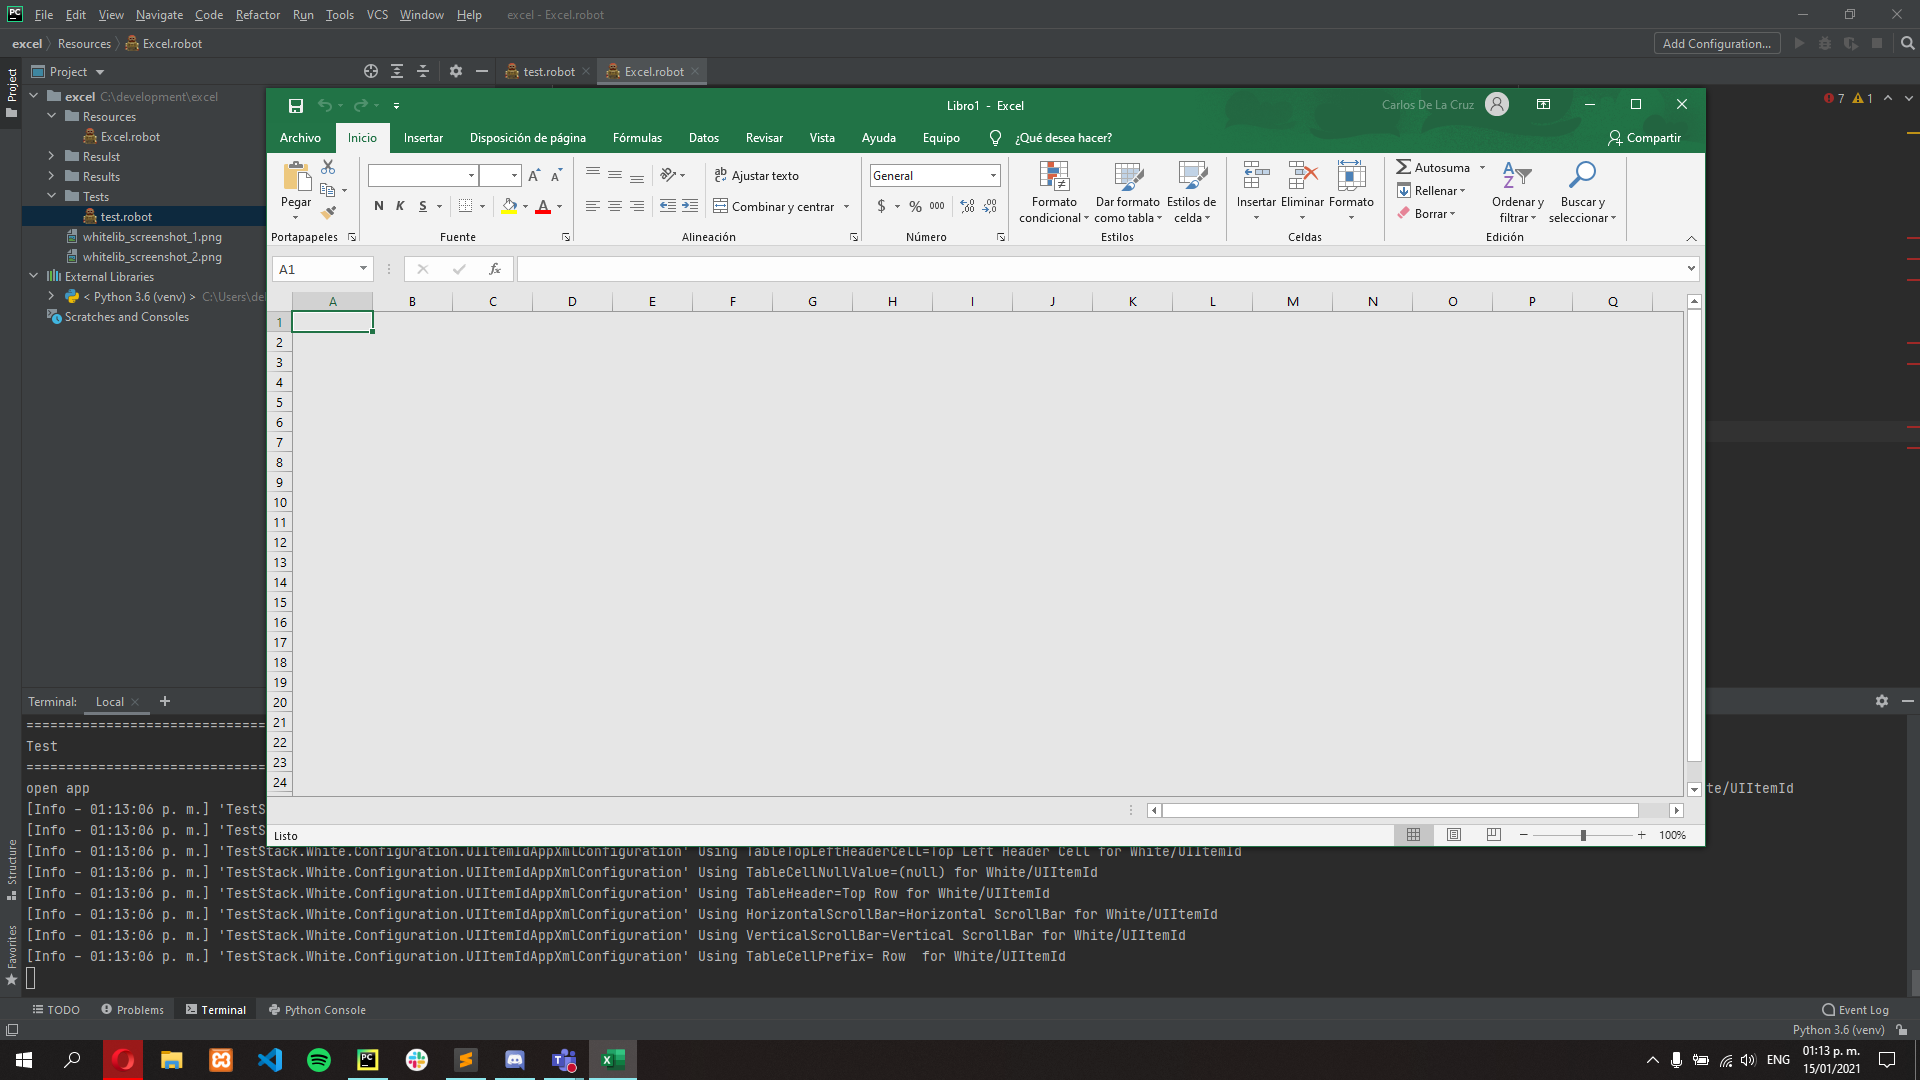 File Edit View Navigate Code Refactor Run Tools VCS Window Help excel - Excel.robot
excel Resources Excel.robot Add Configuration...
Project
Project test.robot Excel.robot
excel C:\development\excel
Resources
Excel.robot
Resulst
Results
Tests
test.robot
whitelib_screenshot_1.png
whitelib_screenshot_2.png
External Libraries
< Python 3.6 (venv) > C:\Users\de
Scratches and Consoles
7 1
Libro1 - Excel Carlos De La Cruz
Archivo Inicio Insertar Disposición de página Fórmulas Datos Revisar Vista Ayuda Equipo ¿Qué desea hacer? Compartir
Pegar
Portapapeles
N K S
Fuente
Ajustar texto
Combinar y centrar
Alineación
General
$ % 000
Número
Formato condicional
Dar formato como tabla
Estilos de celda
Estilos
Insertar Eliminar Formato
Celdas
Autosuma
Rellenar
Borrar
Ordenar y filtrar
Buscar y seleccionar
Edición
A1 fx
A B C D E F G H I J K L M N O P Q
1
2
3
4
5
6
7
8
9
10
11
12
13
14
15
16
17
18
19
20
21
22
23
24
Listo 100%
Terminal: Local
==============================
Test
==============================
open app te/UIItemId
[Info - 01:13:06 p. m.] 'TestS
[Info - 01:13:06 p. m.] 'TestS
[Info - 01:13:06 p. m.] 'TestStack.White.Configuration.UIItemIdAppXmlConfiguration' Using TableTopLeftHeaderCell=Top Left Header Cell for White/UIItemId
[Info - 01:13:06 p. m.] 'TestStack.White.Configuration.UIItemIdAppXmlConfiguration' Using TableCellNullValue=(null) for White/UIItemId
[Info - 01:13:06 p. m.] 'TestStack.White.Configuration.UIItemIdAppXmlConfiguration' Using TableHeader=Top Row for White/UIItemId
[Info - 01:13:06 p. m.] 'TestStack.White.Configuration.UIItemIdAppXmlConfiguration' Using HorizontalScrollBar=Horizontal ScrollBar for White/UIItemId
[Info - 01:13:06 p. m.] 'TestStack.White.Configuration.UIItemIdAppXmlConfiguration' Using VerticalScrollBar=Vertical ScrollBar for White/UIItemId
[Info - 01:13:06 p. m.] 'TestStack.White.Configuration.UIItemIdAppXmlConfiguration' Using TableCellPrefix= Row  for White/UIItemId
Structure
Favorites
TODO Problems Terminal Python Console Event Log
Python 3.6 (venv)
ENG 01:13 p. m.
15/01/2021